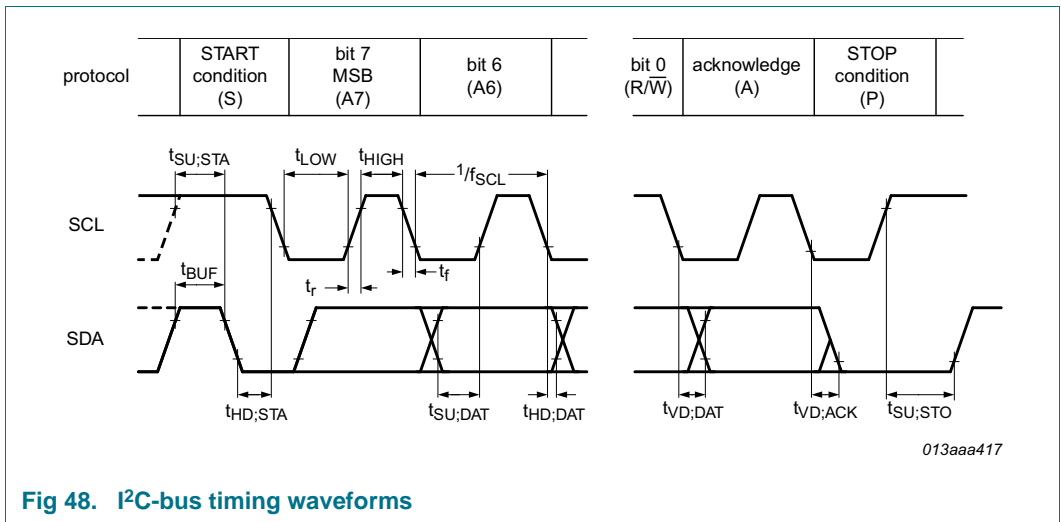 protocol
START
condition
(S)
bit 7
MSB
(A7)
bit 6
(A6)
bit 0
(R/W̅)
acknowledge
(A)
STOP
condition
(P)
tSU;STA
tLOW
tHIGH
1/fSCL
SCL
tBUF
tr
tf
SDA
tHD;STA
tSU;DAT
tHD;DAT
tVD;DAT
tVD;ACK
tSU;STO
013aaa417
Fig 48. I²C-bus timing waveforms